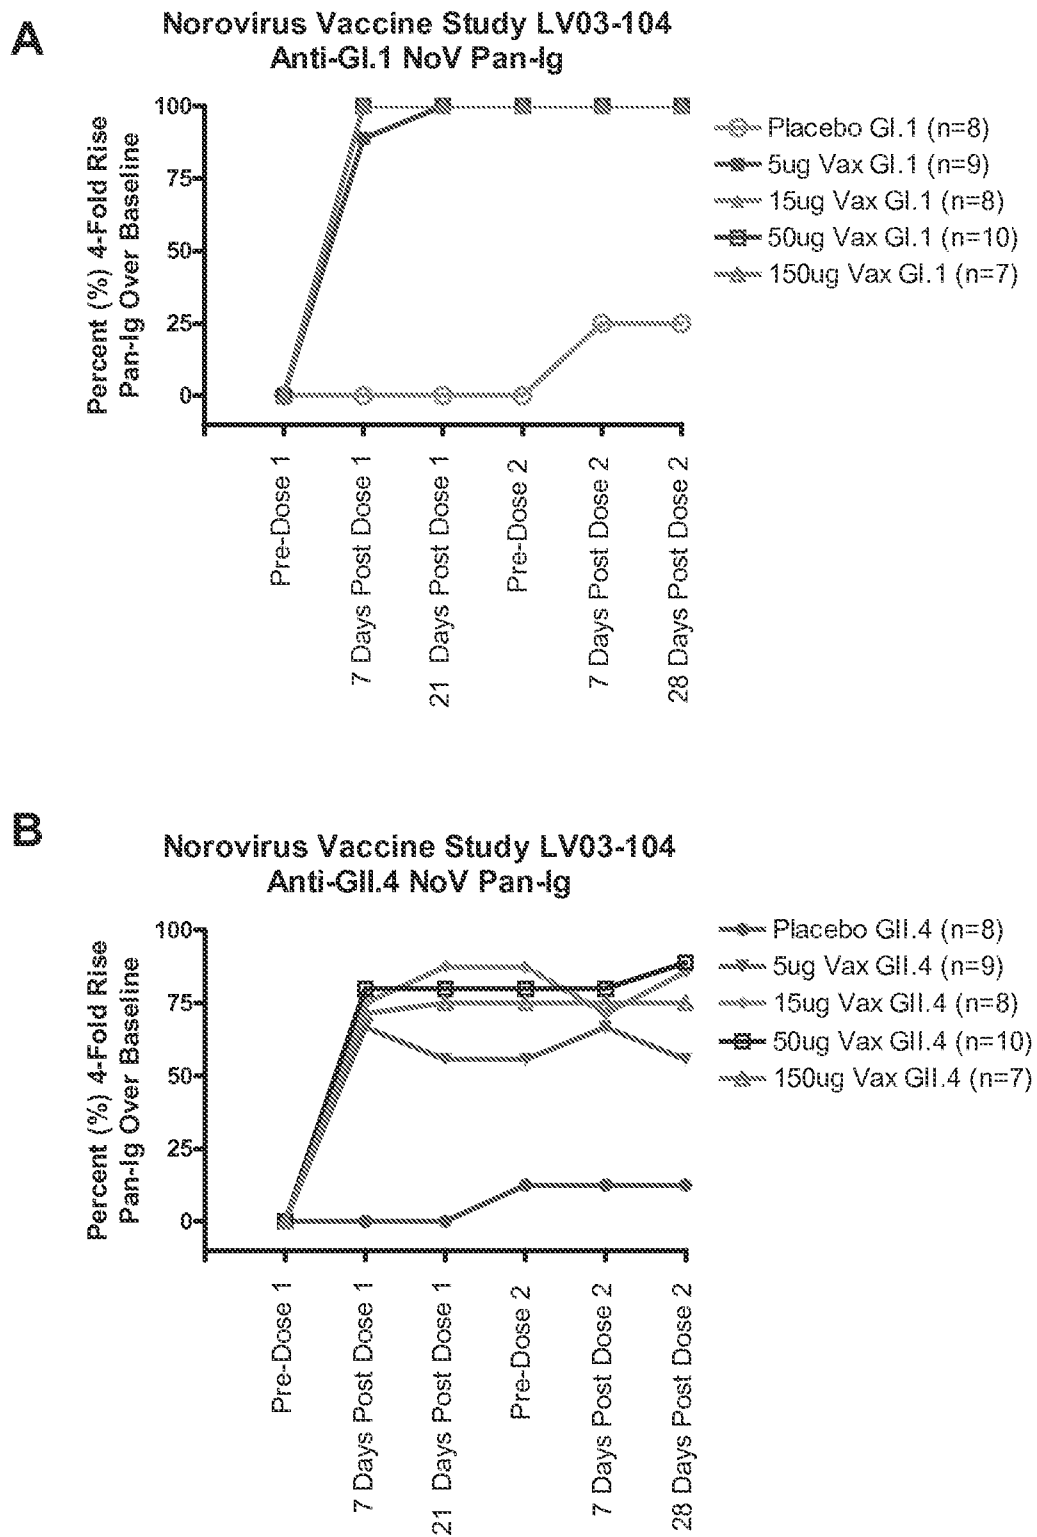 A
Norovirus Vaccine Study LV03-104
Anti-GI.1 NoV Pan-Ig
Percent (%) 4-Fold Rise
Pan-Ig Over Baseline
100
75
50
25
0
Placebo GI.1 (n=8)
5ug Vax GI.1 (n=9)
15ug Vax GI.1 (n=8)
50ug Vax GI.1 (n=10)
150ug Vax GI.1 (n=7)
Pre-Dose 1
7 Days Post Dose 1
21 Days Post Dose 1
Pre-Dose 2
7 Days Post Dose 2
28 Days Post Dose 2
B
Norovirus Vaccine Study LV03-104
Anti-GII.4 NoV Pan-Ig
Percent (%) 4-Fold Rise
Pan-Ig Over Baseline
100
75
50
25
0
Placebo GII.4 (n=8)
5ug Vax GII.4 (n=9)
15ug Vax GII.4 (n=8)
50ug Vax GII.4 (n=10)
150ug Vax GII.4 (n=7)
Pre-Dose 1
7 Days Post Dose 1
21 Days Post Dose 1
Pre-Dose 2
7 Days Post Dose 2
28 Days Post Dose 2